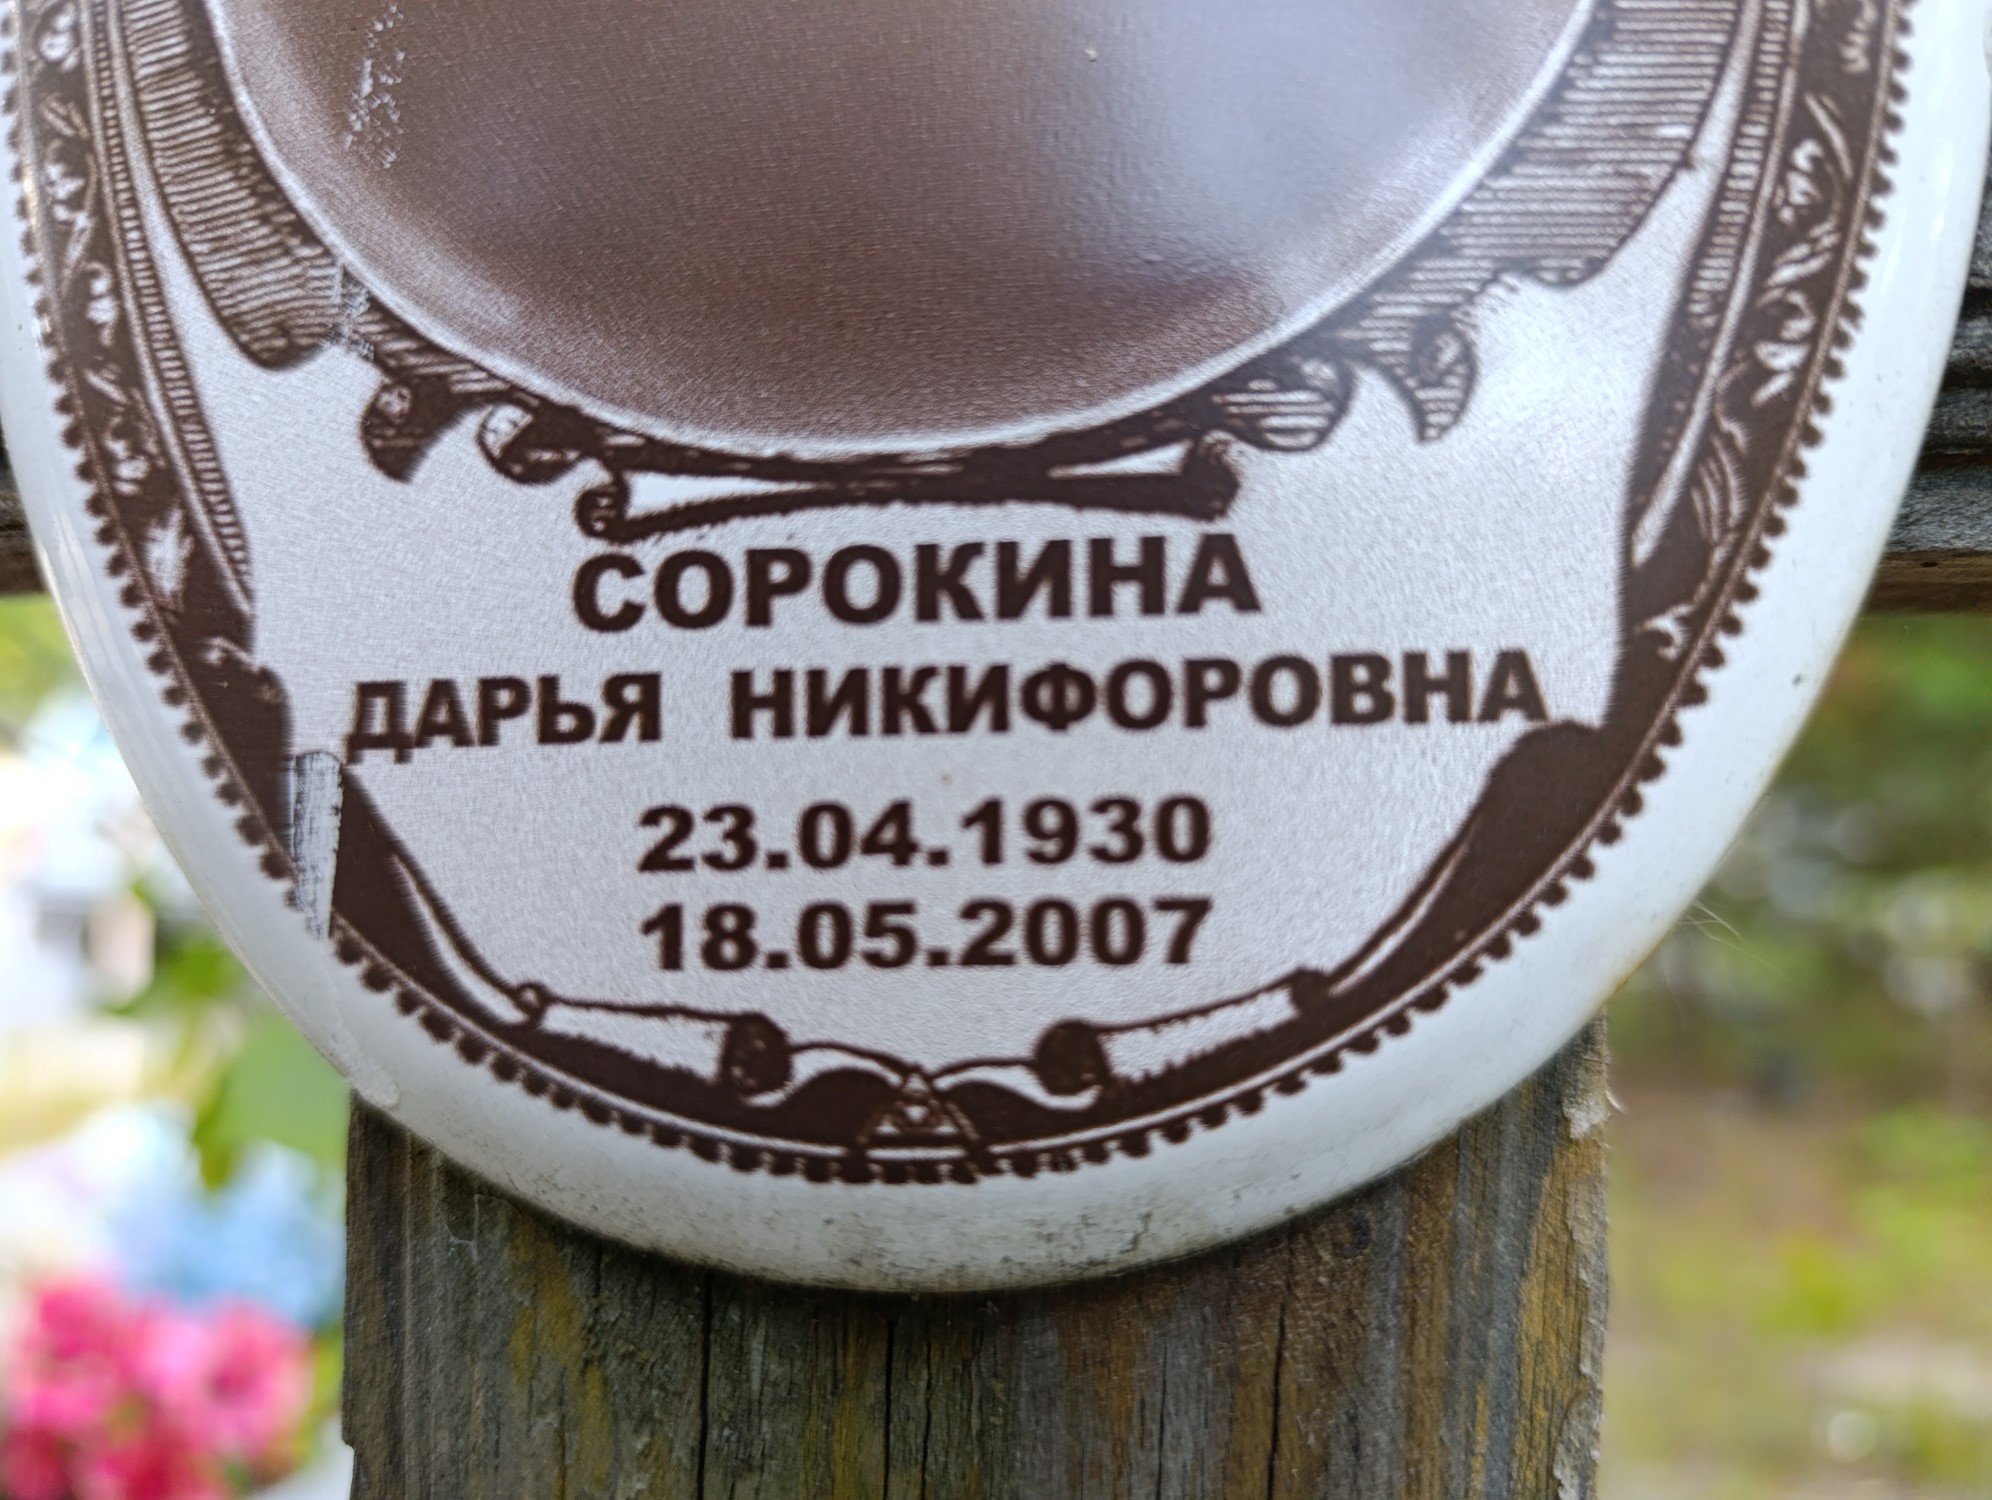 СОРОКИНА
ДАРЬЯ НИКИФОРОВНА
23.04.1930
18.05.2007